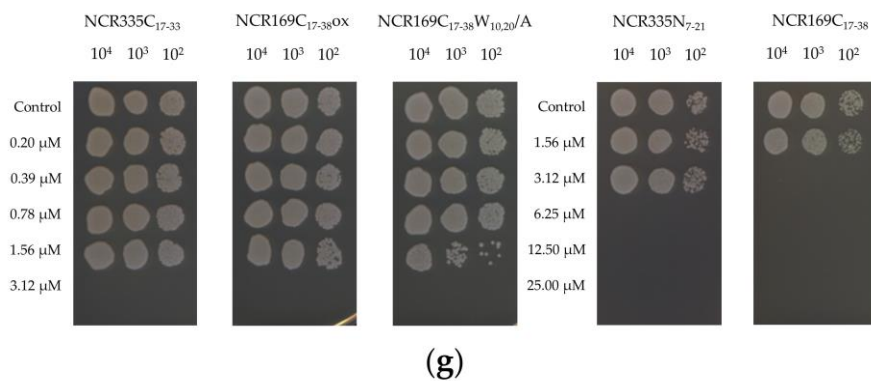 NCR335C₁₇₋₃₃ NCR169C₁₇₋₃₈ox NCR169C₁₇₋₃₈W₁₀,₂₀/A NCR335N₇₋₂₁ NCR169C₁₇₋₃₈
10⁴ 10³ 10² 10⁴ 10³ 10² 10⁴ 10³ 10² 10⁴ 10³ 10² 10⁴ 10³ 10²
Control Control
0.20 µM 1.56 µM
0.39 µM 3.12 µM
0.78 µM 6.25 µM
1.56 µM 12.50 µM
3.12 µM 25.00 µM
(g)